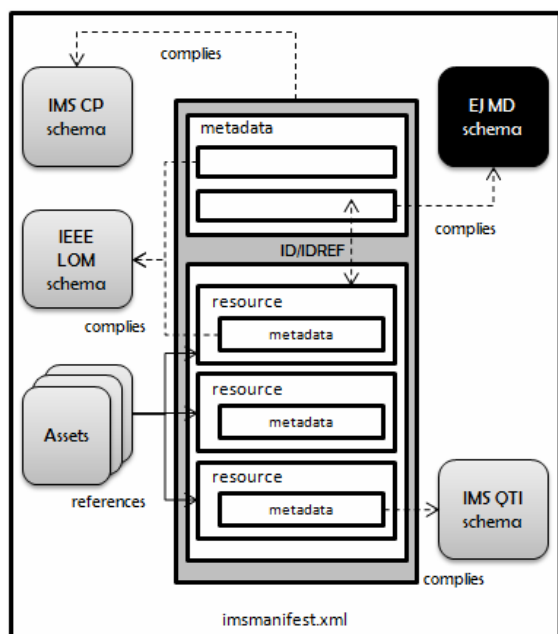 complies
IMS CP
schema
EJ MD
schema
metadata
complies
IEEE
LOM
schema
ID/IDREF
complies
resource
metadata
resource
metadata
Assets
references
resource
metadata
IMS QTI
schema
complies
imsmanifest.xml